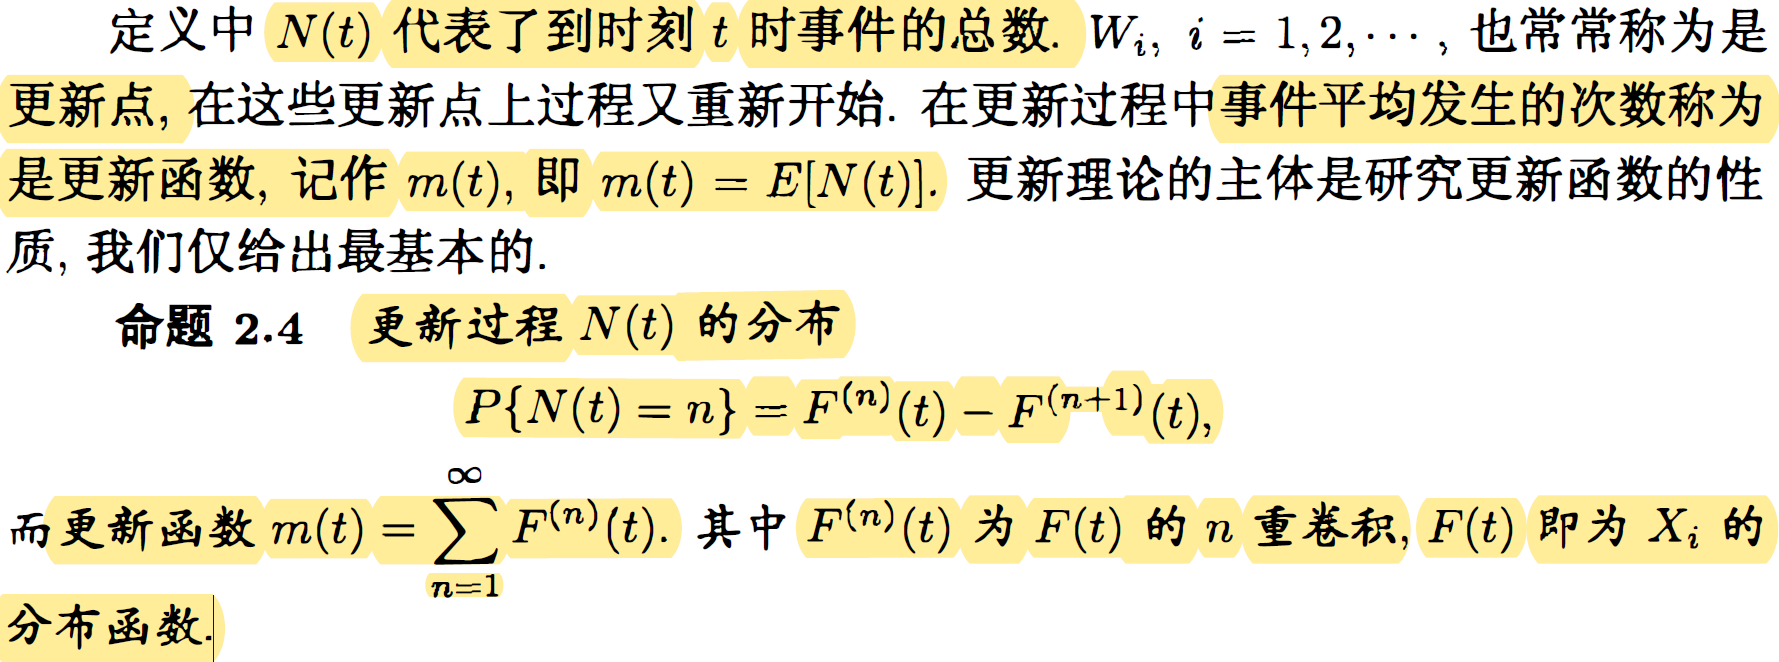 定义中 N(t) 代表了到时刻 t 时事件的总数. W_i, i = 1, 2, ⋯ , 也常常称为是
更新点, 在这些更新点上过程又重新开始. 在更新过程中事件平均发生的次数称为
是更新函数, 记作 m(t), 即 m(t) = E[N(t)]. 更新理论的主体是研究更新函数的性
质, 我们仅给出最基本的.
命题 2.4 更新过程 N(t) 的分布
P{N(t) = n} = F^{(n)}(t) − F^{(n+1)}(t),
而更新函数 m(t) = ∑_{n=1}^{∞} F^{(n)}(t). 其中 F^{(n)}(t) 为 F(t) 的 n 重卷积, F(t) 即为 X_i 的
分布函数.